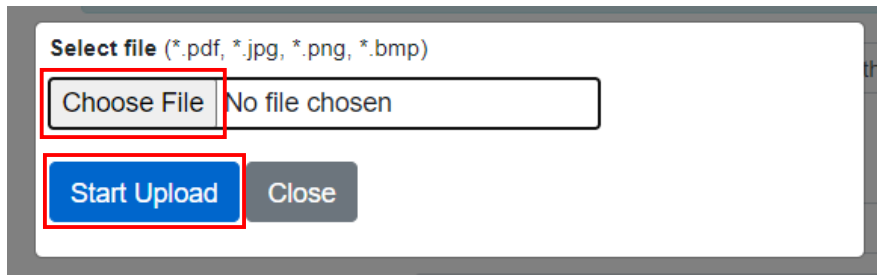 Select file (*.pdf, *.jpg, *.png, *.bmp)
Choose File No file chosen
Start Upload Close